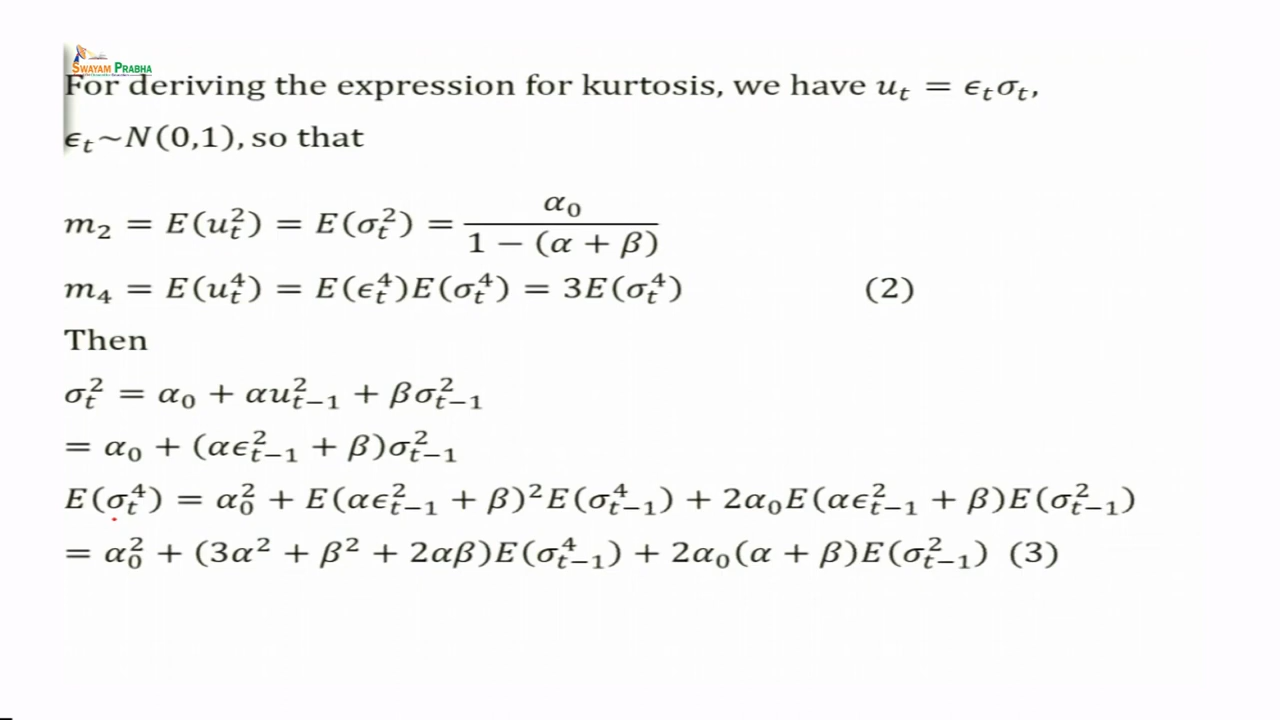 SWAYAM PRABHA
For deriving the expression for kurtosis, we have u_t = ϵ_tσ_t,
ϵ_t~N(0,1), so that
m_2 = E(u_t^2) = E(σ_t^2) = α_0 / (1 − (α + β))
m_4 = E(u_t^4) = E(ϵ_t^4)E(σ_t^4) = 3E(σ_t^4) (2)
Then
σ_t^2 = α_0 + αu_{t−1}^2 + βσ_{t−1}^2
= α_0 + (αϵ_{t−1}^2 + β)σ_{t−1}^2
E(σ_t^4) = α_0^2 + E(αϵ_{t−1}^2 + β)^2E(σ_{t−1}^4) + 2α_0E(αϵ_{t−1}^2 + β)E(σ_{t−1}^2)
= α_0^2 + (3α^2 + β^2 + 2αβ)E(σ_{t−1}^4) + 2α_0(α + β)E(σ_{t−1}^2) (3)